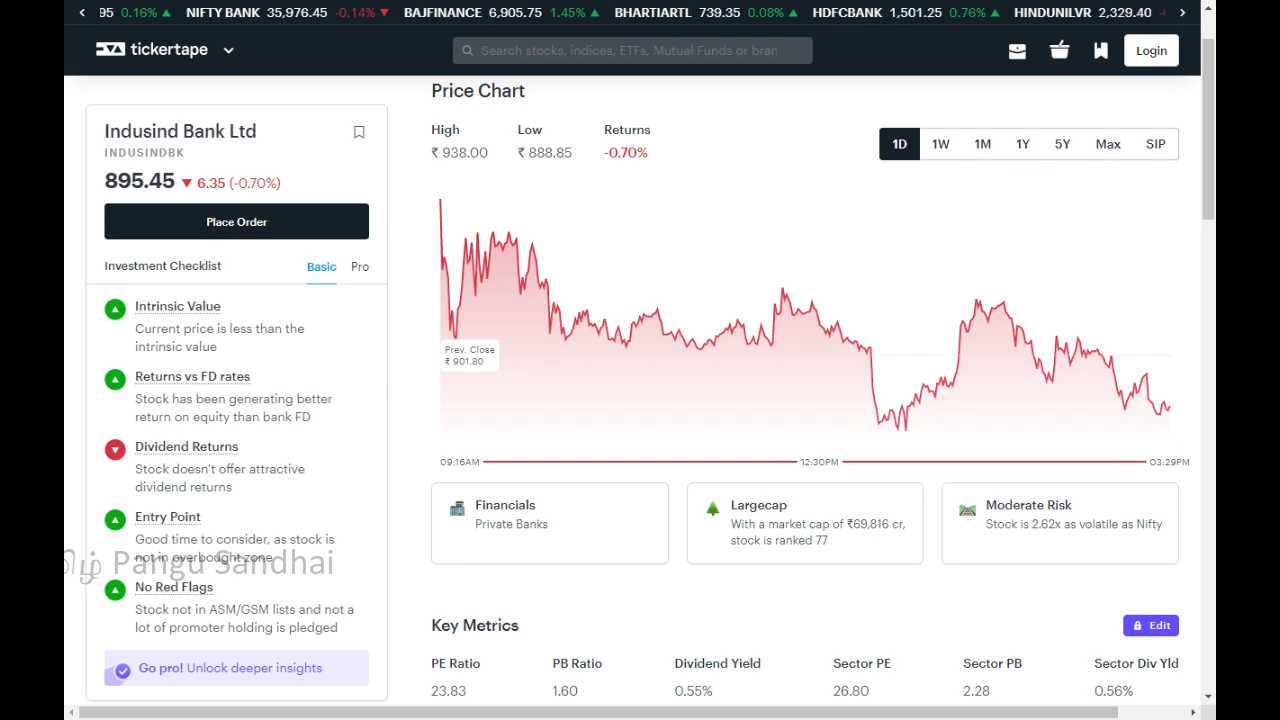 95 0.16% NIFTY BANK 35,976.45 -0.14% BAJFINANCE 6,905.75 1.45% BHARTIARTL 739.35 0.08% HDFCBANK 1,501.25 0.76% HINDUNILVR 2,329.40
tickertape
Search stocks, indices, ETFs, Mutual Funds or bran
Login
Indusind Bank Ltd
INDUSINDBK
895.45 6.35 (-0.70%)
Place Order
Investment Checklist Basic Pro
Intrinsic Value
Current price is less than the
intrinsic value
Returns vs FD rates
Stock has been generating better
return on equity than bank FD
Dividend Returns
Stock doesn't offer attractive
dividend returns
Entry Point
Good time to consider, as stock is
not in overbought zone
Pangu Sandhai
No Red Flags
Stock not in ASM/GSM lists and not a
lot of promoter holding is pledged
Go pro! Unlock deeper insights
Price Chart
High Low Returns
₹ 938.00 ₹ 888.85 -0.70%
1D 1W 1M 1Y 5Y Max SIP
Prev. Close
₹ 901.80
09:16AM 12:30PM 03:29PM
Financials
Private Banks
Largecap
With a market cap of ₹69,816 cr,
stock is ranked 77
Moderate Risk
Stock is 2.62x as volatile as Nifty
Key Metrics
Edit
PE Ratio PB Ratio Dividend Yield Sector PE Sector PB Sector Div Yld
23.83 1.60 0.55% 26.80 2.28 0.56%